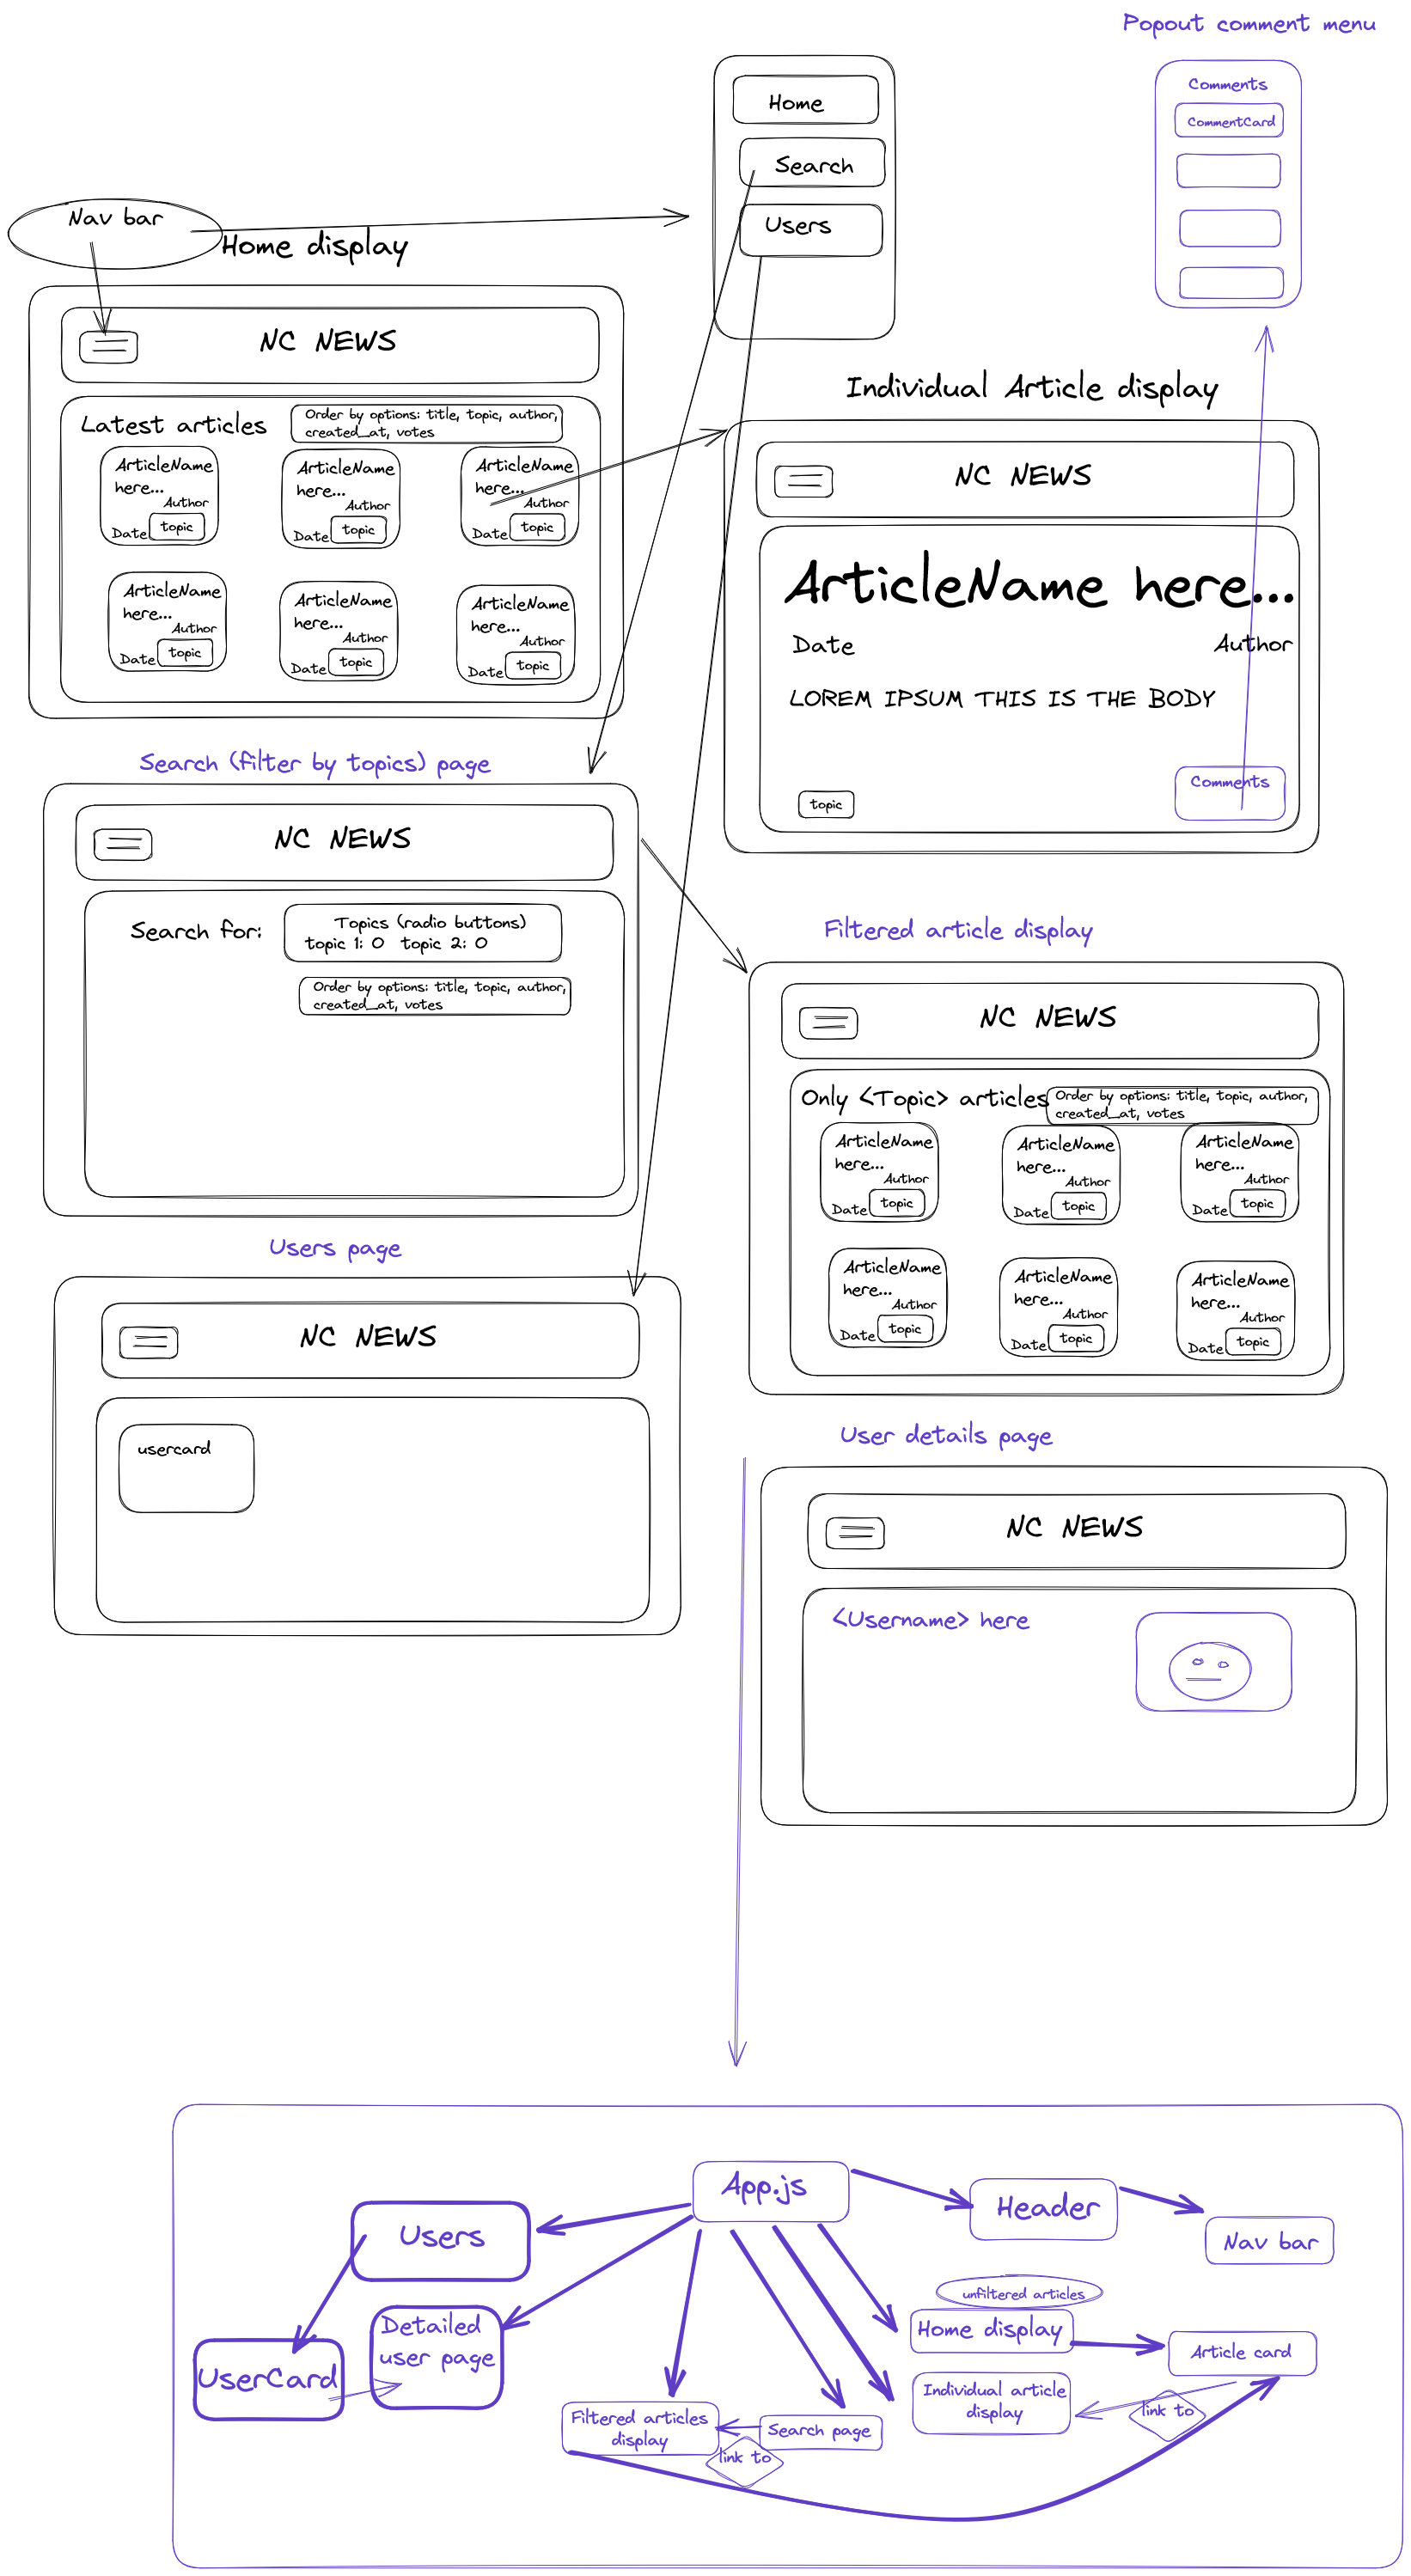 Popout comment menu
Comments
CommentCard
Home
Search
Users
Nav bar
Home display
NC NEWS
Latest articles
Order by options: title, topic, author,
created_at, votes
ArticleName
here...
Author
Date
topic
ArticleName
here...
Author
Date
topic
ArticleName
here...
Author
Date
topic
ArticleName
here...
Author
Date
topic
ArticleName
here...
Author
Date
topic
ArticleName
here...
Author
Date
topic
Individual Article display
NC NEWS
ArticleName here...
Date
Author
LOREM IPSUM THIS IS THE BODY
topic
Comments
Search (filter by topics) page
NC NEWS
Search for:
Topics (radio buttons)
topic 1: O topic 2: O
Order by options: title, topic, author,
created_at, votes
Filtered article display
NC NEWS
Only <Topic> articles
Order by options: title, topic, author,
created_at, votes
ArticleName
here...
Author
Date
topic
ArticleName
here...
Author
Date
topic
ArticleName
here...
Author
Date
topic
ArticleName
here...
Author
Date
topic
ArticleName
here...
Author
Date
topic
ArticleName
here...
Author
Date
topic
Users page
NC NEWS
usercard
User details page
NC NEWS
<Username> here
App.js
Header
Nav bar
Users
UserCard
Detailed
user page
unfiltered articles
Home display
Article card
Individual article
display
link to
Filtered articles
display
Search page
link to